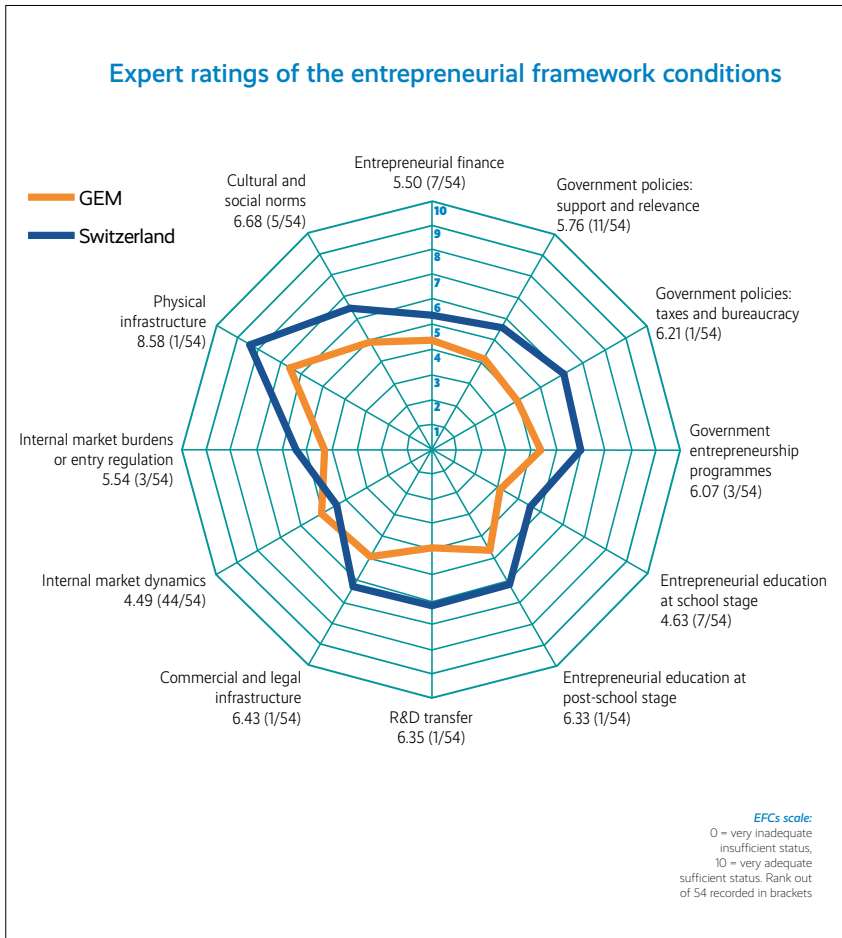 Expert ratings of the entrepreneurial framework conditions
GEM
Switzerland
Entrepreneurial finance
5.50 (7/54)
Government policies:
support and relevance
5.76 (11/54)
Government policies:
taxes and bureaucracy
6.21 (1/54)
Government
entrepreneurship
programmes
6.07 (3/54)
Entrepreneurial education
at school stage
4.63 (7/54)
Entrepreneurial education at
post-school stage
6.33 (1/54)
R&D transfer
6.35 (1/54)
Commercial and legal
infrastructure
6.43 (1/54)
Internal market dynamics
4.49 (44/54)
Internal market burdens
or entry regulation
5.54 (3/54)
Physical
infrastructure
8.58 (1/54)
Cultural and
social norms
6.68 (5/54)
10
9
8
7
6
5
4
3
2
1
EFCs scale:
0 = very inadequate
insufficient status,
10 = very adequate
sufficient status. Rank out
of 54 recorded in brackets